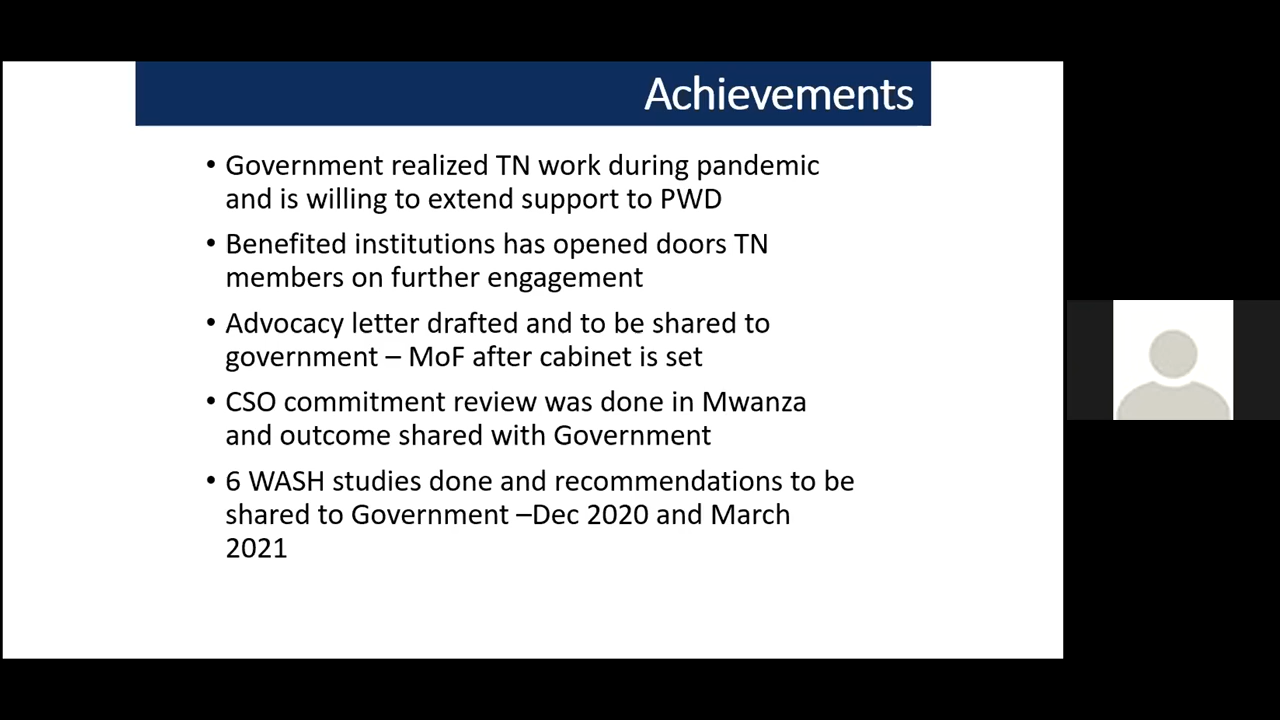 Achievements
• Government realized TN work during pandemic
and is willing to extend support to PWD
• Benefited institutions has opened doors TN
members on further engagement
• Advocacy letter drafted and to be shared to
government – MoF after cabinet is set
• CSO commitment review was done in Mwanza
and outcome shared with Government
• 6 WASH studies done and recommendations to be
shared to Government –Dec 2020 and March
2021